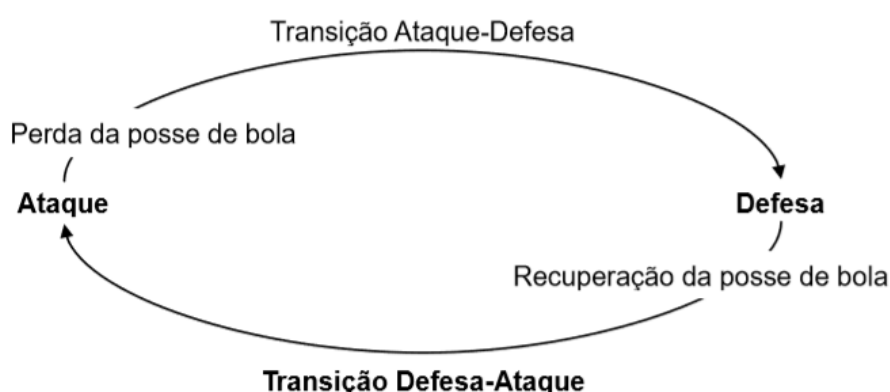 Transição Ataque-Defesa
Perda da posse de bola
Ataque
Defesa
Recuperação da posse de bola
Transição Defesa-Ataque